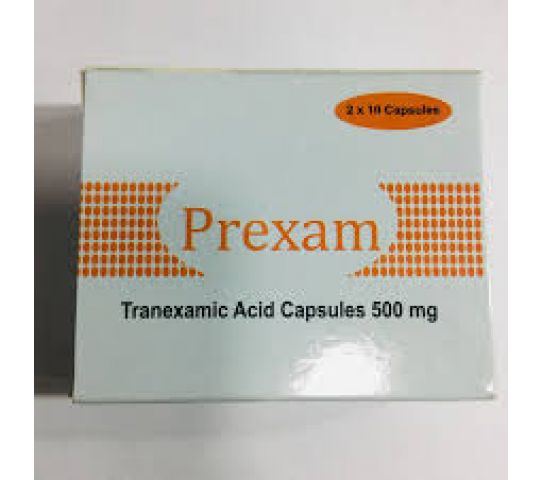 2 x 10 Capsules
Prexam
Tranexamic Acid Capsules 500 mg